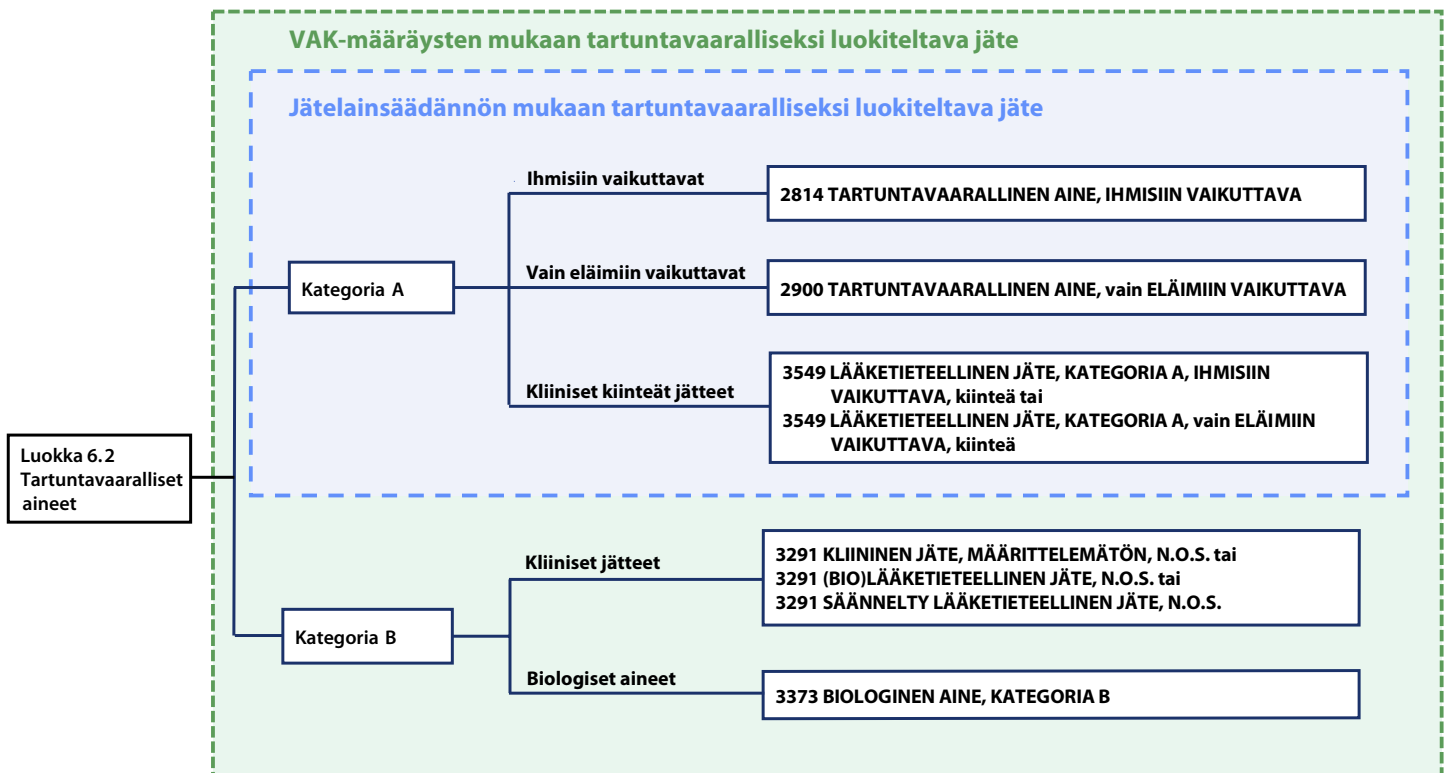 VAK-määräysten mukaan tartuntavaaralliseksi luokiteltava jäte
Jätelainsäädännön mukaan tartuntavaaralliseksi luokiteltava jäte
Luokka 6.2
Tartuntavaaralliset
aineet
Kategoria A
Ihmisiin vaikuttavat
2814 TARTUNTAVAARALLINEN AINE, IHMISIIN VAIKUTTAVA
Vain eläimiin vaikuttavat
2900 TARTUNTAVAARALLINEN AINE, vain ELÄIMIIN VAIKUTTAVA
Kliiniset kiinteät jätteet
3549 LÄÄKETIETEELLINEN JÄTE, KATEGORIA A, IHMISIIN
VAIKUTTAVA, kiinteä tai
3549 LÄÄKETIETEELLINEN JÄTE, KATEGORIA A, vain ELÄIMIIN
VAIKUTTAVA, kiinteä
Kategoria B
Kliiniset jätteet
3291 KLIININEN JÄTE, MÄÄRITTELEMÄTÖN, N.O.S. tai
3291 (BIO)LÄÄKETIETEELLINEN JÄTE, N.O.S. tai
3291 SÄÄNNELTY LÄÄKETIETEELLINEN JÄTE, N.O.S.
Biologiset aineet
3373 BIOLOGINEN AINE, KATEGORIA B